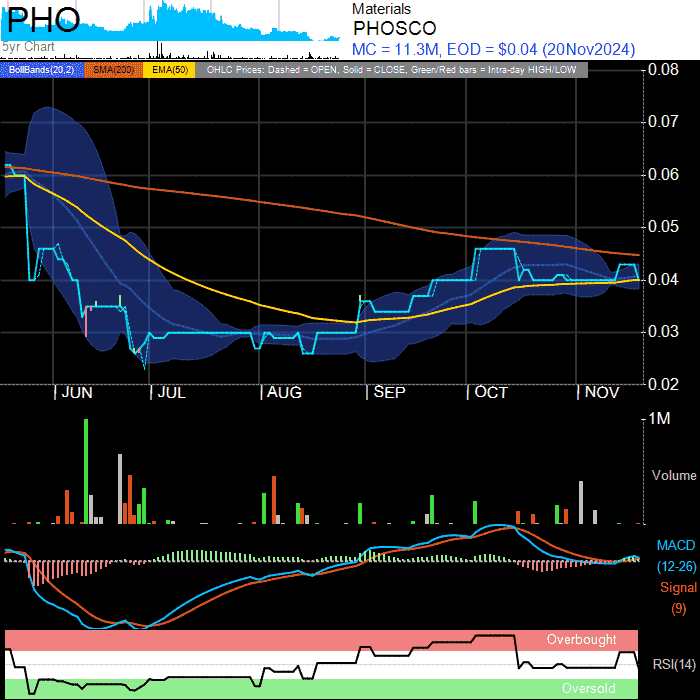 PHO
5yr Chart
Materials
PHOSCO
MC = 11.3M, EOD = $0.04 (20Nov2024)
BollBands(20,2) SMA(200) EMA(50) OHLC Prices: Dashed = OPEN, Solid = CLOSE, Green/Red bars = Intra-day HIGH/LOW
0.08
0.07
0.06
0.05
0.04
0.03
0.02
JUN JUL AUG SEP OCT NOV
1M
Volume
MACD
(12-26)
Signal
(9)
Overbought
RSI(14)
Oversold